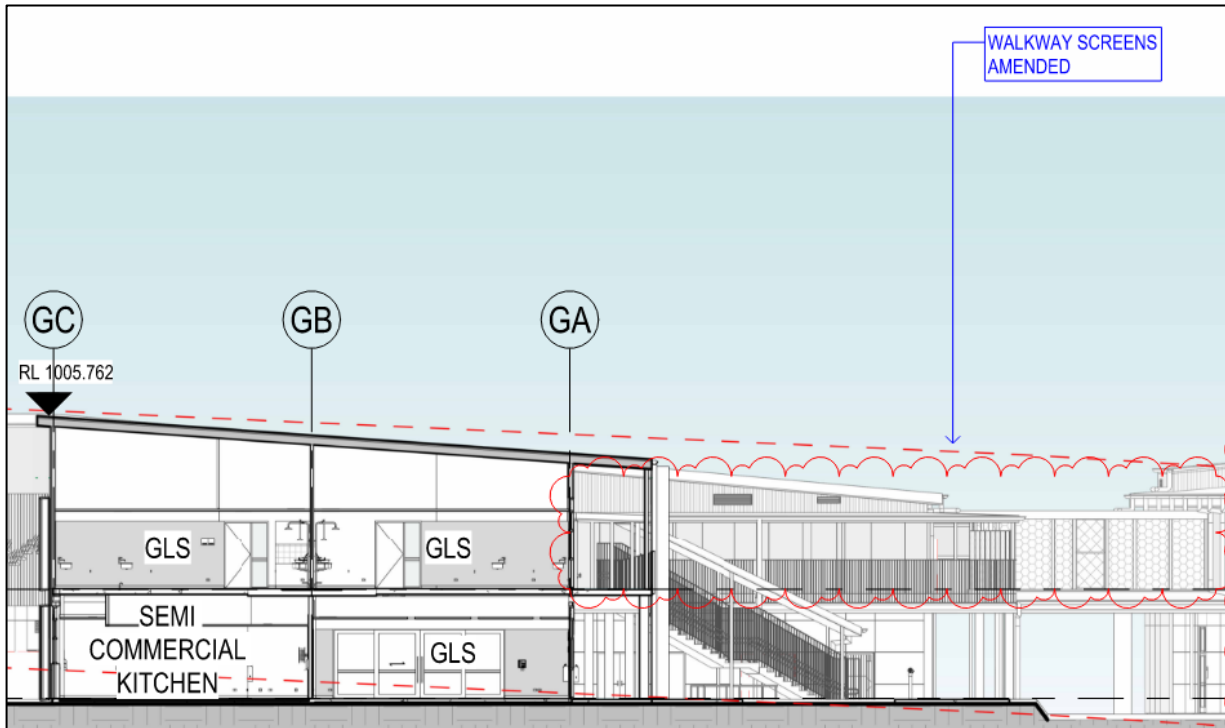 WALKWAY SCREENS
AMENDED
GC
GB
GA
RL 1005.762
GLS
GLS
SEMI
COMMERCIAL
KITCHEN
GLS